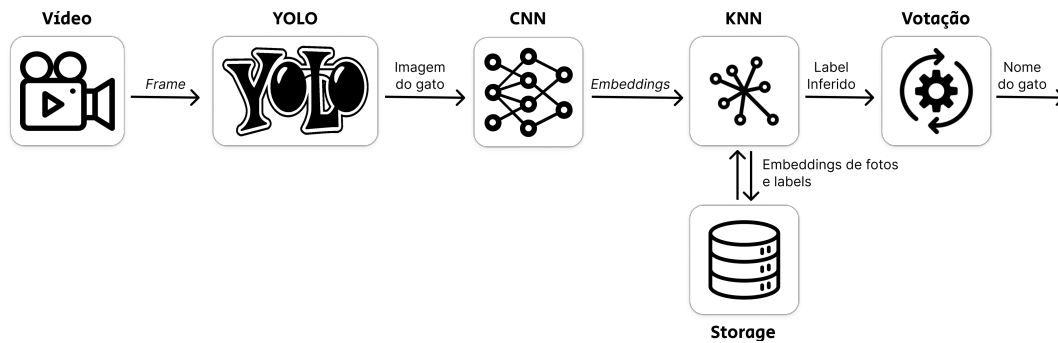 Vídeo
YOLO
CNN
KNN
Votação
Frame
YOLO
Imagem
do gato
Embeddings
Label
Inferido
Nome
do gato
Embeddings de fotos
e labels
Storage